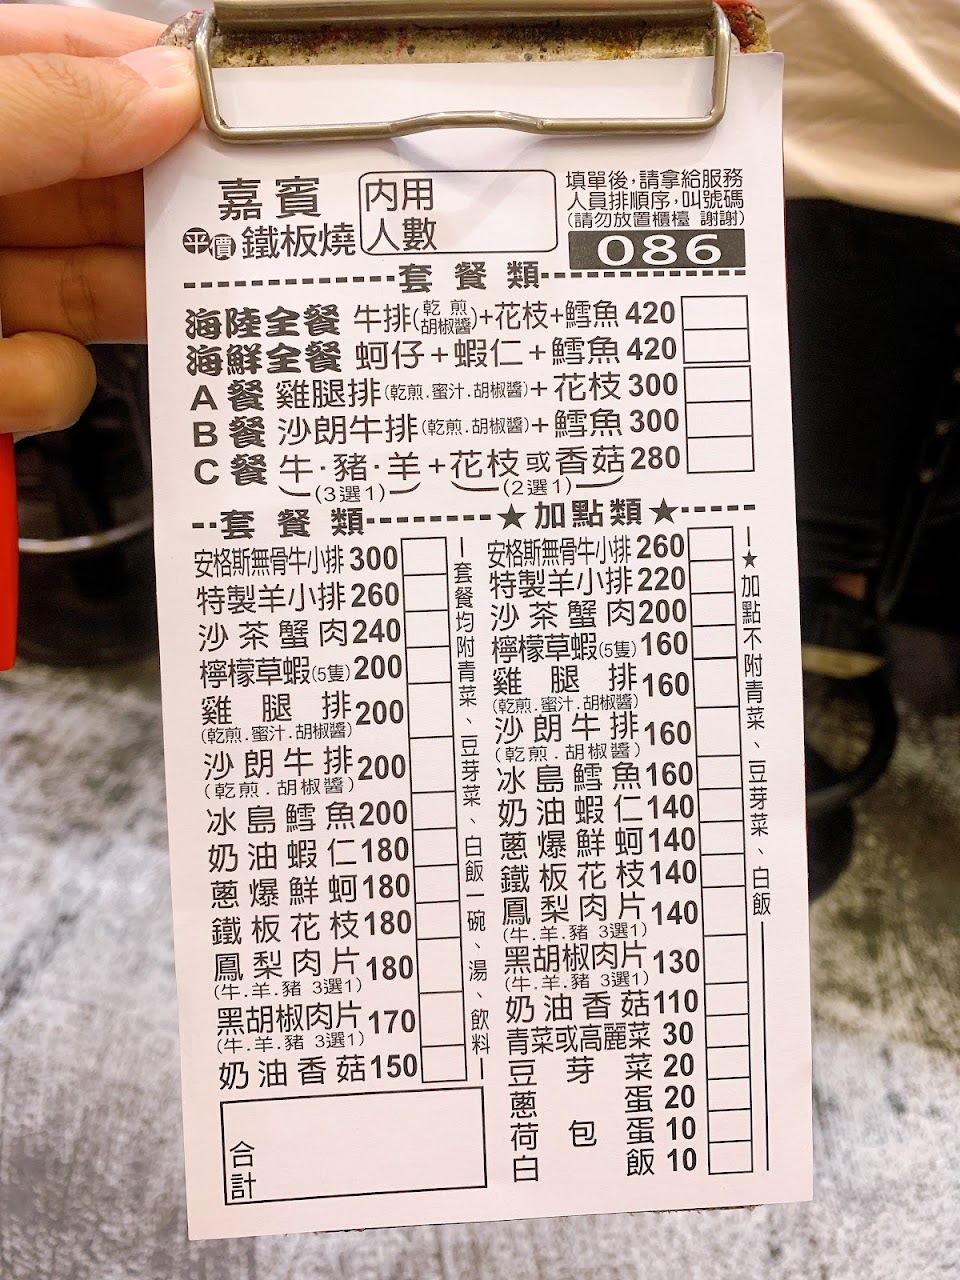 嘉賓
平價 鐵板燒
內用
人數
填單後,請拿給服務
人員排順序,叫號碼
(請勿放置櫃檯 謝謝)
086
套餐類
海陸全餐 牛排(乾煎 胡椒醬)+花枝+鱈魚 420
海鮮全餐 蚵仔+蝦仁+鱈魚 420
A餐 雞腿排(乾煎.蜜汁.胡椒醬)+花枝 300
B餐 沙朗牛排(乾煎.胡椒醬)+鱈魚 300
C餐 牛.豬.羊+花枝或香菇 280
(3選1) (2選1)
套餐類
安格斯無骨牛小排 300
特製羊小排 260
沙茶蟹肉 240
檸檬草蝦(5隻) 200
雞腿排 200
(乾煎.蜜汁.胡椒醬)
沙朗牛排 200
(乾煎.胡椒醬)
冰島鱈魚 200
奶油蝦仁 180
蔥爆鮮蚵 180
鐵板花枝 180
鳳梨肉片 180
(牛.羊.豬 3選1)
黑胡椒肉片 170
(牛.羊.豬 3選1)
奶油香菇 150
套餐均附青菜、豆芽菜、白飯一碗、湯、飲料
合計
★加點類★
安格斯無骨牛小排 260
特製羊小排 220
沙茶蟹肉 200
檸檬草蝦(5隻) 160
雞腿排 160
(乾煎.蜜汁.胡椒醬)
沙朗牛排 160
(乾煎.胡椒醬)
冰島鱈魚 160
奶油蝦仁 140
蔥爆鮮蚵 140
鐵板花枝 140
鳳梨肉片 140
(牛.羊.豬 3選1)
黑胡椒肉片 130
(牛.羊.豬 3選1)
奶油香菇 110
青菜或高麗菜 30
豆芽菜 20
蔥蛋 20
荷包蛋 10
白飯 10
★加點不附青菜、豆芽菜、白飯